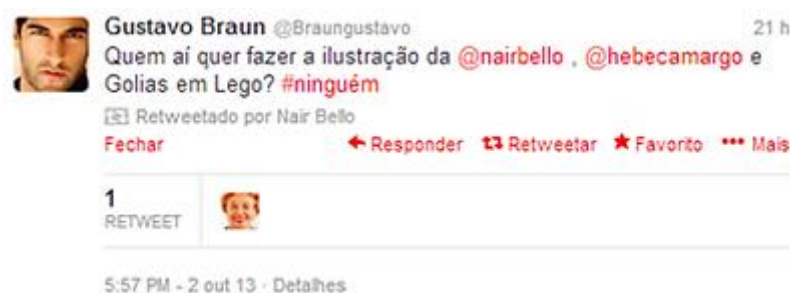 Gustavo Braun @Braungustavo 21 h
Quem aí quer fazer a ilustração da @nairbello , @hebecamargo e
Golias em Lego? #ninguém
Retweetado por Nair Bello
Fechar Responder Retweetar Favorito Mais
1
RETWEET
5:57 PM - 2 out 13 · Detalhes